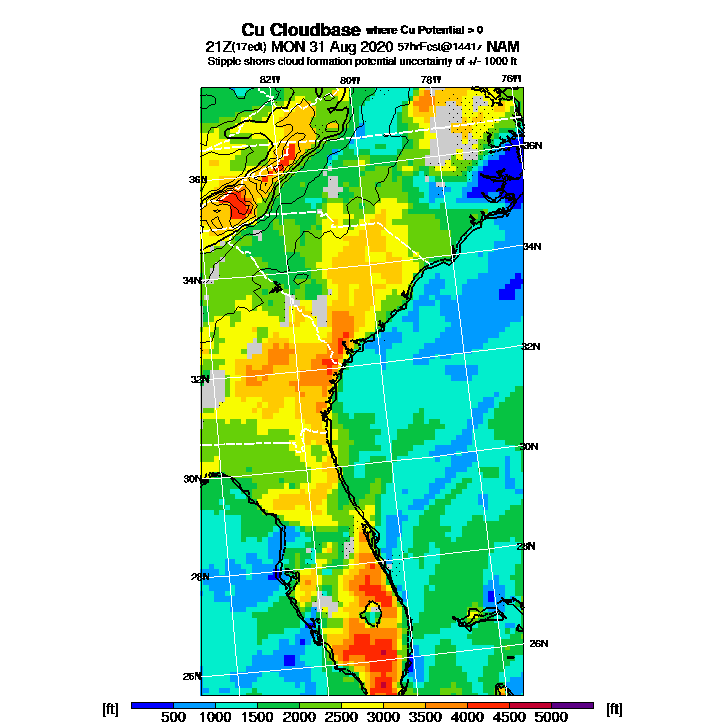 Cu Cloudbase where Cu Potential > 0
21Z(17edt) MON 31 Aug 2020 57hrFcst@1441z NAM
Stipple shows cloud formation potential uncertainty of +/- 1000 ft
82W 80W 78W 76W
36N
36N
34N
34N
32N
32N
30N
30N
28N
28N
26N
26N
[ft] 500 1000 1500 2000 2500 3000 3500 4000 4500 5000 [ft]